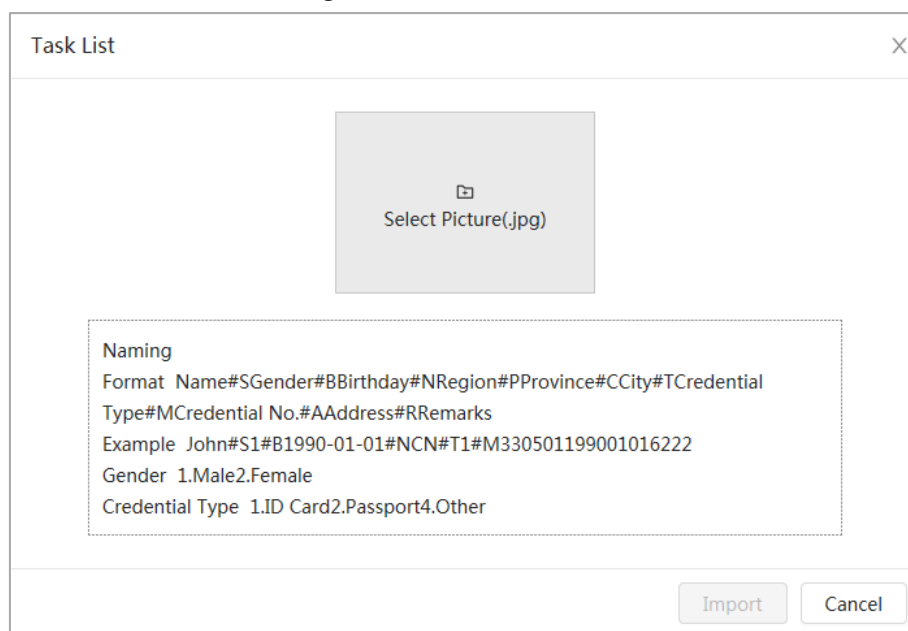 Task List
Select Picture(.jpg)
Naming
Format Name#SGender#BBirthday#NRegion#PProvince#CCity#TCredential
Type#MCredential No.#AAddress#RRemarks
Example John#S1#B1990-01-01#NCN#T1#M330501199001016222
Gender 1.Male2.Female
Credential Type 1.ID Card2.Passport4.Other
Import Cancel